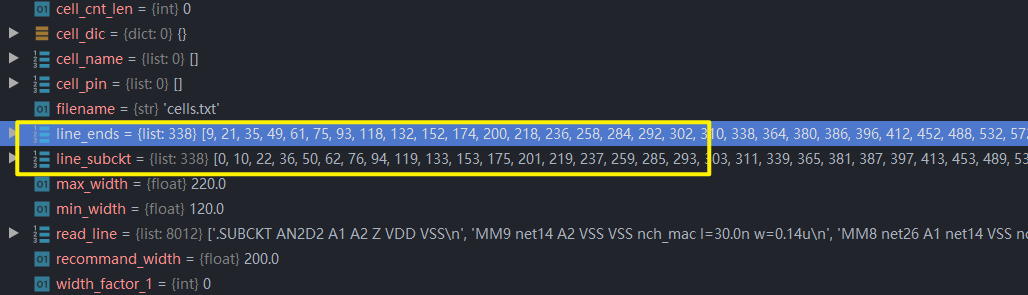 01 cell_cnt_len = {int} 0
cell_dic = {dict: 0} {}
cell_name = {list: 0} []
cell_pin = {list: 0} []
01 filename = {str} 'cells.txt'
line_ends = {list: 338} [9, 21, 35, 49, 61, 75, 93, 118, 132, 152, 174, 200, 218, 236, 258, 284, 292, 302, 310, 338, 364, 380, 386, 396, 412, 452, 488, 532, 572
line_subckt = {list: 338} [0, 10, 22, 36, 50, 62, 76, 94, 119, 133, 153, 175, 201, 219, 237, 259, 285, 293, 303, 311, 339, 365, 381, 387, 397, 413, 453, 489, 53
01 max_width = {float} 220.0
01 min_width = {float} 120.0
read_line = {list: 8012} ['.SUBCKT AN2D2 A1 A2 Z VDD VSS\n', 'MM9 net14 A2 VSS VSS nch_mac l=30.0n w=0.14u\n', 'MM8 net26 A1 net14 VSS nc
01 recommand_width = {float} 200.0
01 width_factor_1 = {int} 0